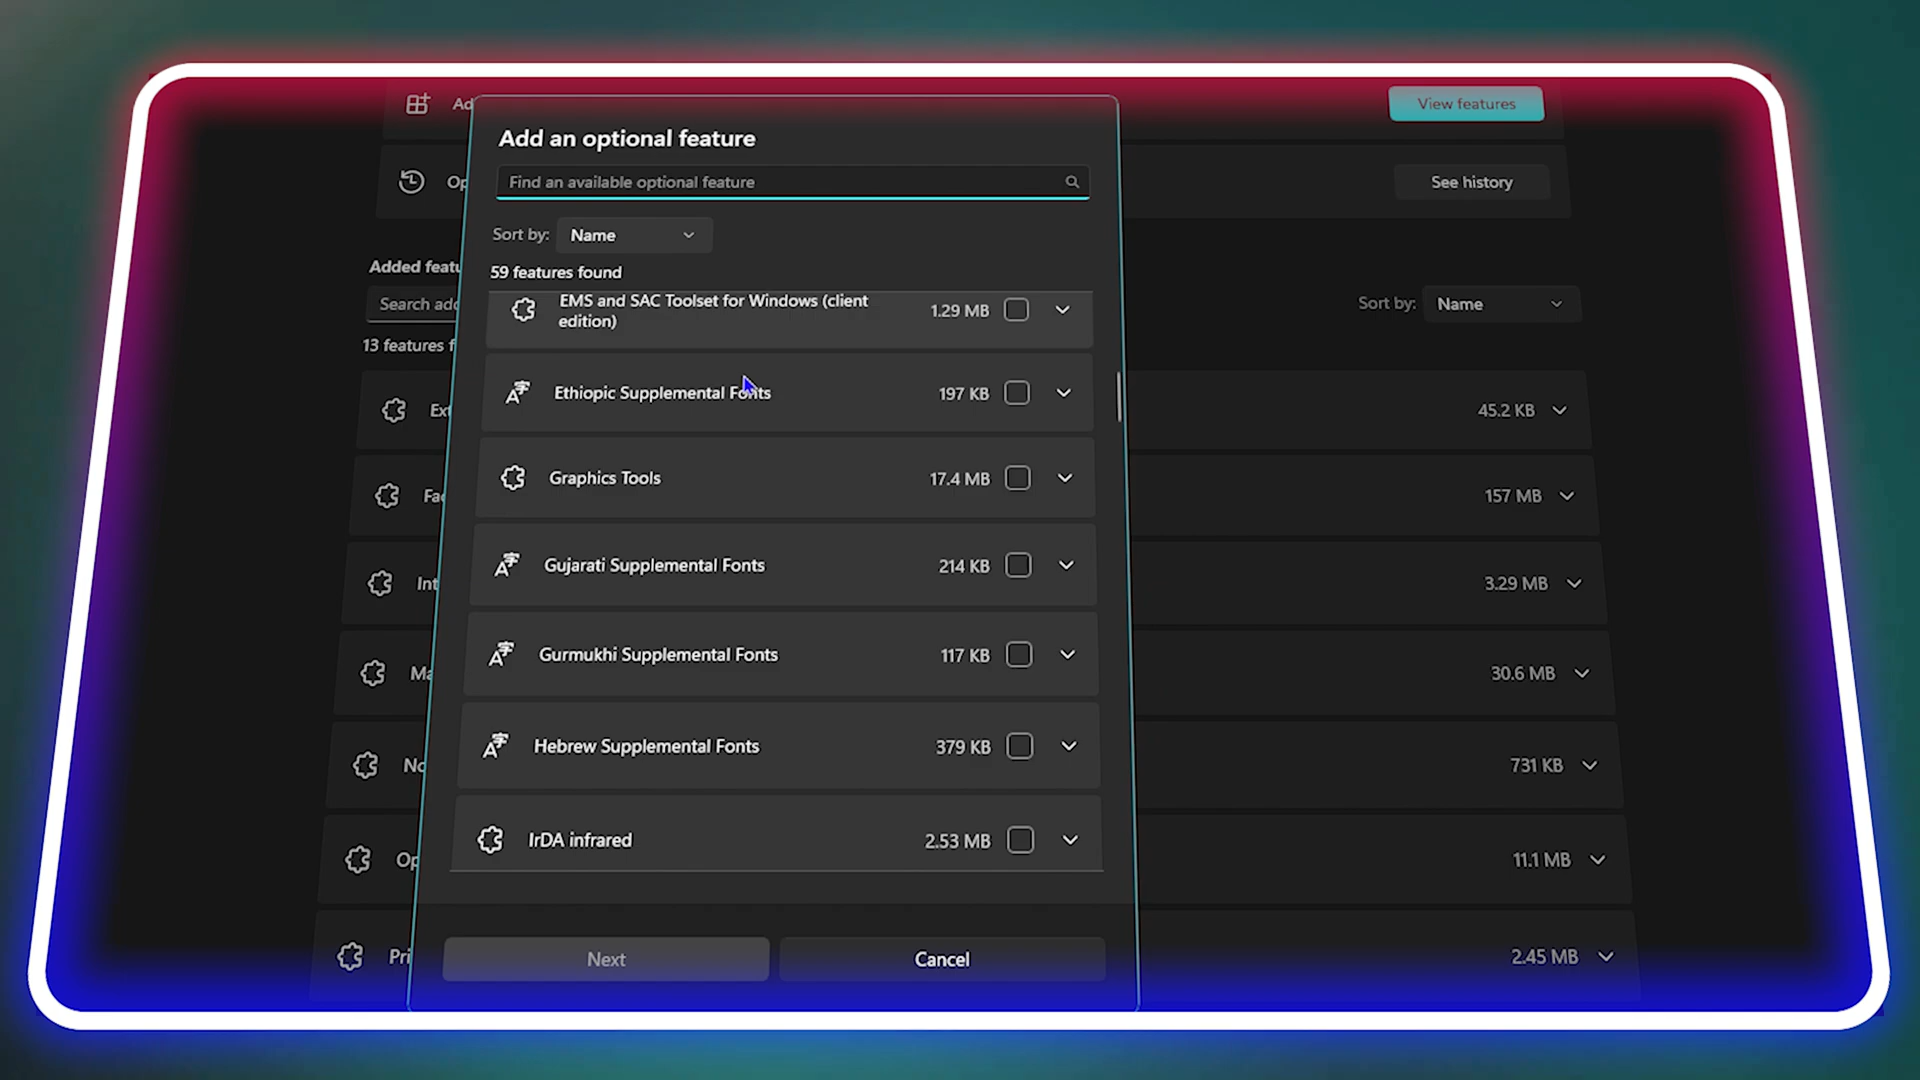 View features
Add an optional feature
Find an available optional feature
See history
Sort by: Name
59 features found
Added
Search
Sort by: Name
13 features
EMS and SAC Toolset for Windows (client
edition)
1.29 MB
Ethiopic Supplemental Fonts
197 KB
45.2 KB
Graphics Tools
17.4 MB
157 MB
Gujarati Supplemental Fonts
214 KB
3.29 MB
Gurmukhi Supplemental Fonts
117 KB
30.6 MB
Hebrew Supplemental Fonts
379 KB
731 KB
IrDA infrared
2.53 MB
11.1 MB
Next
Cancel
2.45 MB